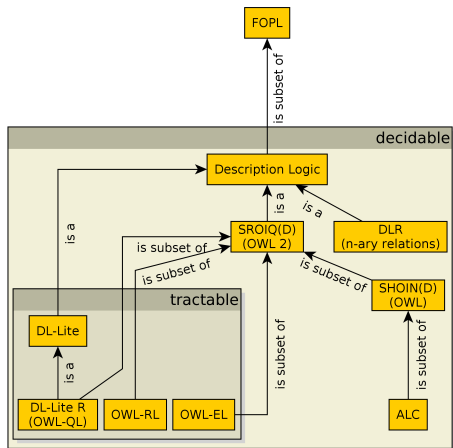 FOPL
is subset of
decidable
Description Logic
is a
is a
is a
SROIQ(D)
(OWL 2)
DLR
(n-ary relations)
is subset of
is subset of
is subset of
SHOIN(D)
(OWL)
tractable
DL-Lite
is a
is subset of
is subset of
DL-Lite R
(OWL-QL)
OWL-RL
OWL-EL
ALC